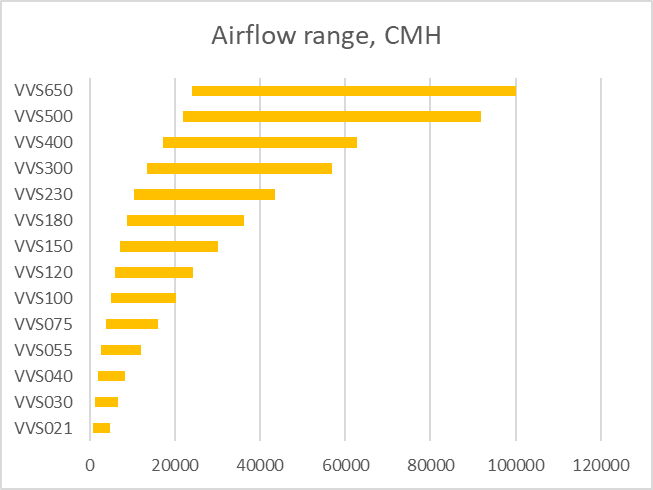 Airflow range, CMH
VVS650
VVS500
VVS400
VVS300
VVS230
VVS180
VVS150
VVS120
VVS100
VVS075
VVS055
VVS040
VVS030
VVS021
0 20000 40000 60000 80000 100000 120000